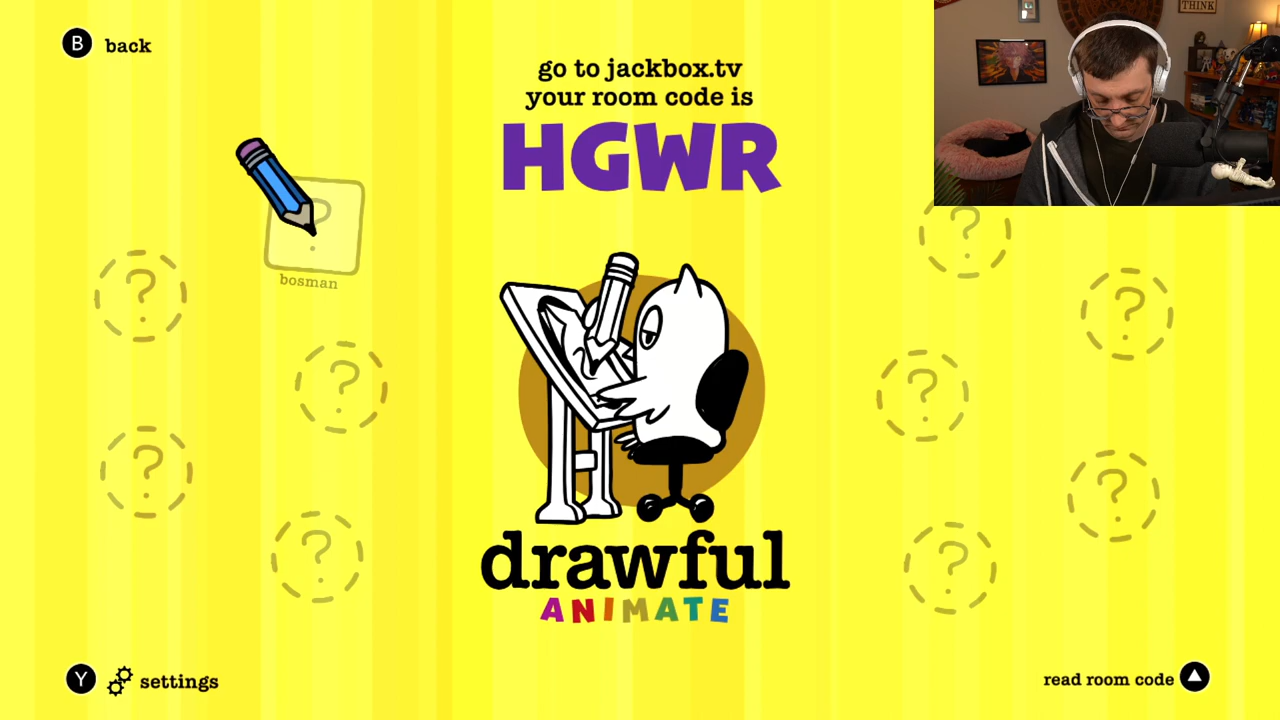 B back
go to jackbox.tv
your room code is
HGWR
THINK
bosman
drawful
ANIMATE
Y settings
read room code